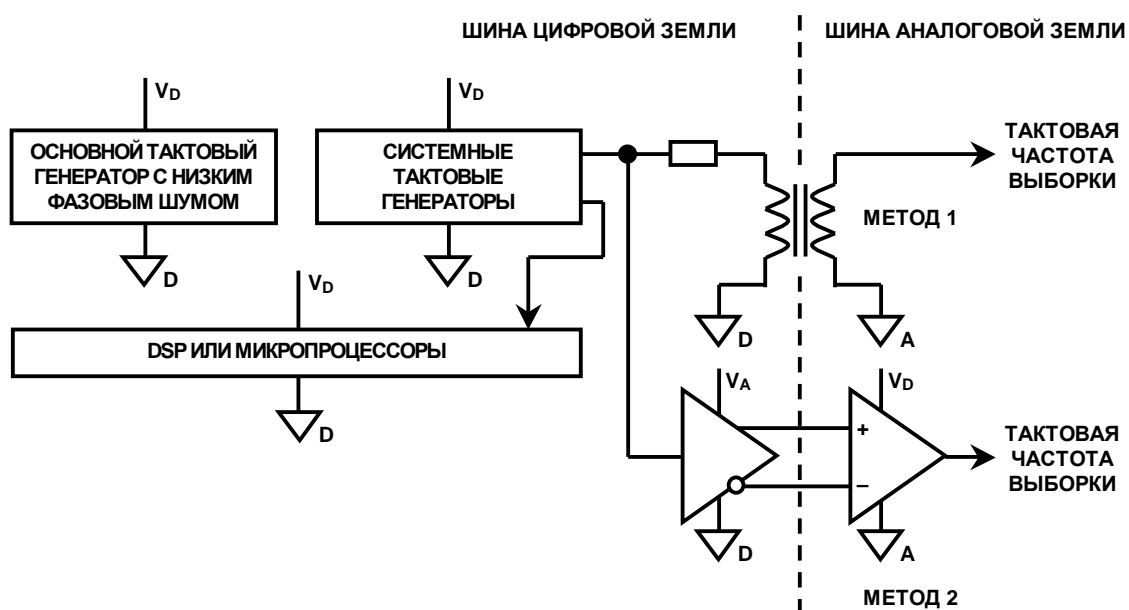 ШИНА ЦИФРОВОЙ ЗЕМЛИ
ШИНА АНАЛОГОВОЙ ЗЕМЛИ
VD
VD
ОСНОВНОЙ ТАКТОВЫЙ
ГЕНЕРАТОР С НИЗКИМ
ФАЗОВЫМ ШУМОМ
СИСТЕМНЫЕ
ТАКТОВЫЕ
ГЕНЕРАТОРЫ
ТАКТОВАЯ
ЧАСТОТА
ВЫБОРКИ
МЕТОД 1
D
D
VD
D
A
DSP ИЛИ МИКРОПРОЦЕССОРЫ
D
VA
VD
+
–
ТАКТОВАЯ
ЧАСТОТА
ВЫБОРКИ
D
A
МЕТОД 2